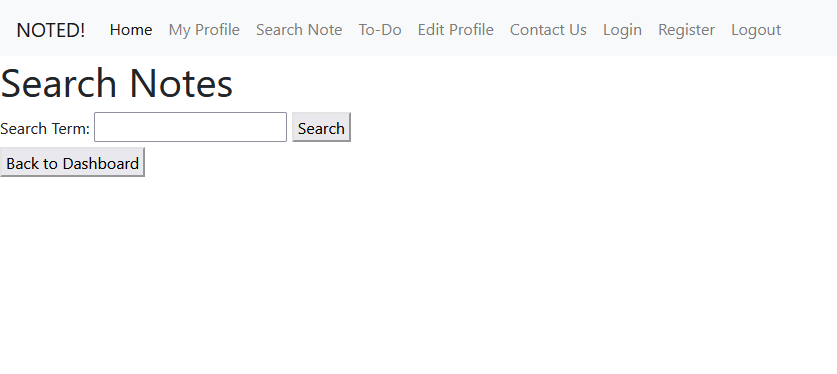 NOTED! Home My Profile Search Note To-Do Edit Profile Contact Us Login Register Logout
Search Notes
Search Term: Search
Back to Dashboard